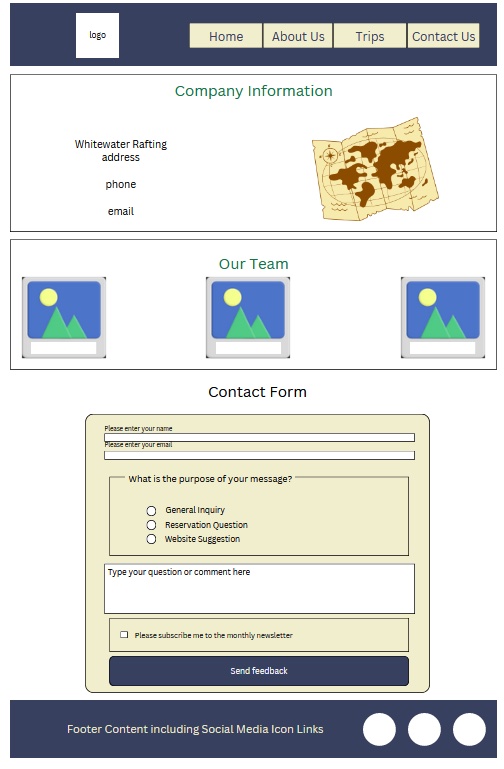 logo
Home
About Us
Trips
Contact Us
Company Information
Whitewater Rafting
address
phone
email
Our Team
Contact Form
Please enter your name
Please enter your email
What is the purpose of your message?
General Inquiry
Reservation Question
Website Suggestion
Type your question or comment here
Please subscribe me to the monthly newsletter
Send feedback
Footer Content including Social Media Icon Links